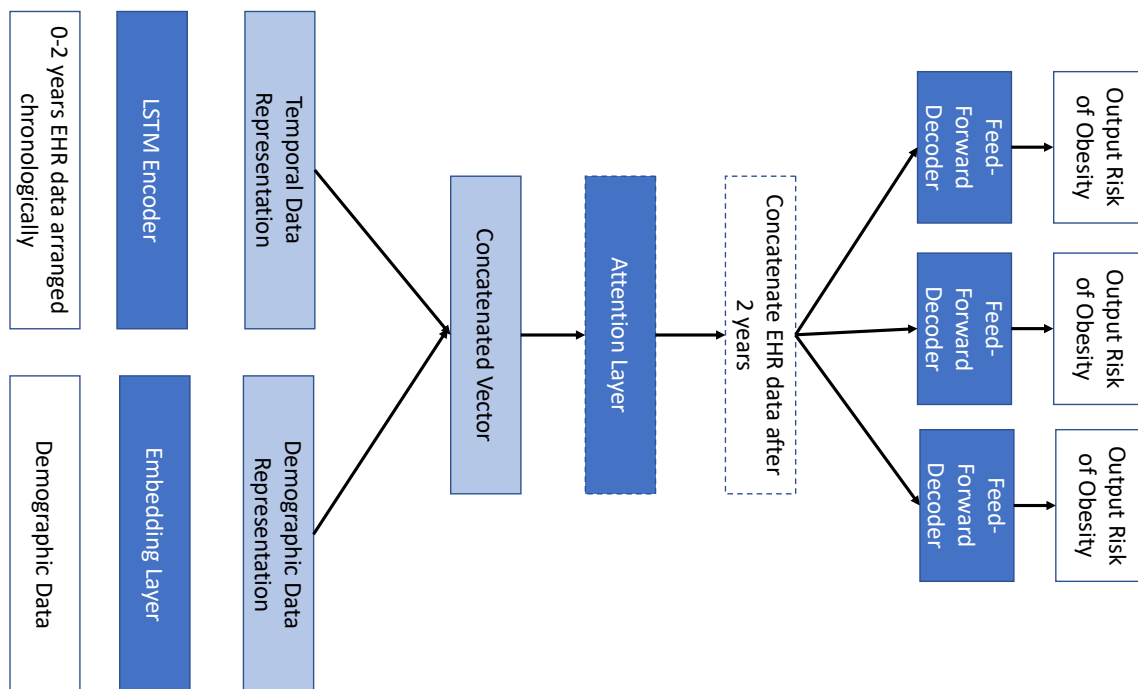 0-2 years EHR data arranged
chronologically
LSTM Encoder
Temporal Data
Representation
Demographic Data
Embedding Layer
Demographic Data
Representation
Concatenated Vector
Attention Layer
Concatenate EHR data after
2 years
Feed-
Forward
Decoder
Output Risk
of Obesity
Feed-
Forward
Decoder
Output Risk
of Obesity
Feed-
Forward
Decoder
Output Risk
of Obesity